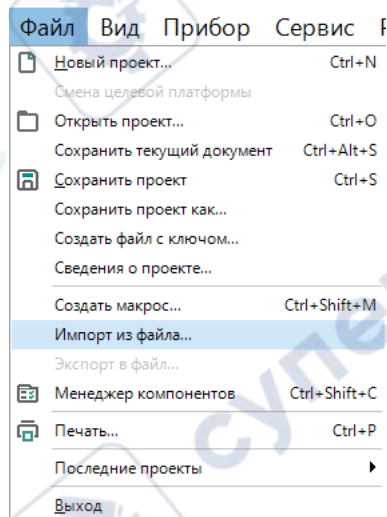 Файл Вид Прибор Сервис
Новый проект... Ctrl+N
Смена целевой платформы
Открыть проект... Ctrl+O
Сохранить текущий документ Ctrl+Alt+S
Сохранить проект Ctrl+S
Сохранить проект как...
Создать файл с ключом...
Сведения о проекте...
Создать макрос... Ctrl+Shift+M
Импорт из файла...
Экспорт в файл...
Менеджер компонентов Ctrl+Shift+C
Печать... Ctrl+P
Последние проекты
Выход